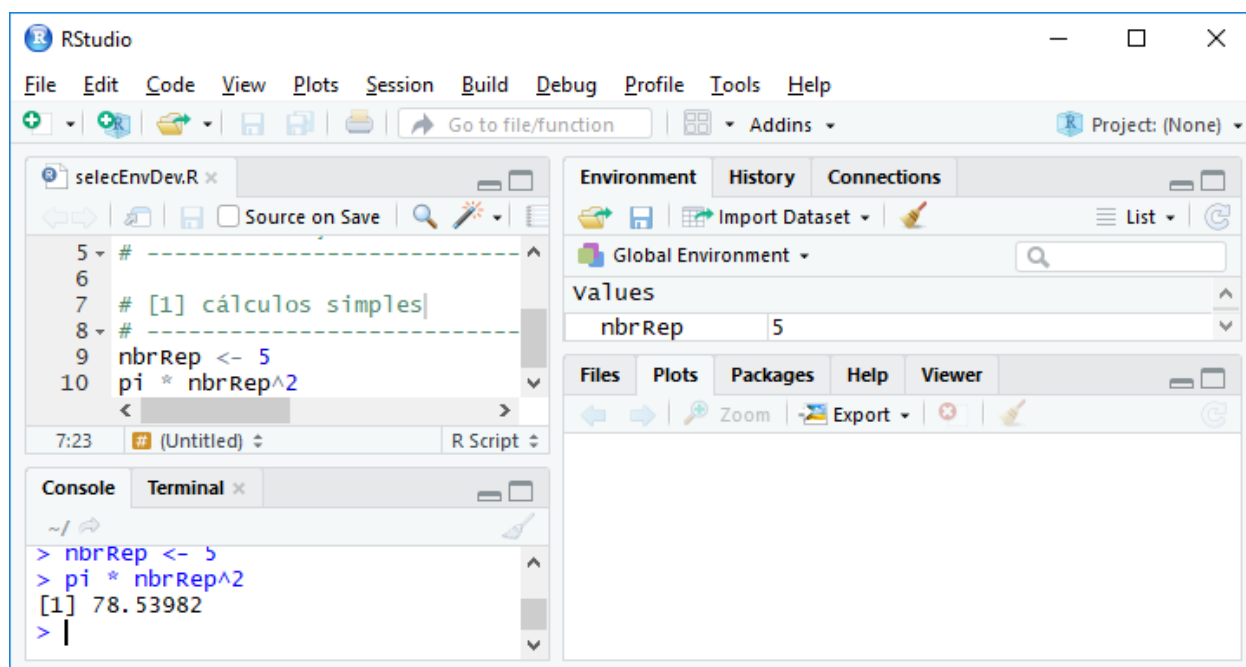 RStudio
File Edit Code View Plots Session Build Debug Profile Tools Help
Go to file/function Addins Project: (None)
selecEnvDev.R
Source on Save
5 # ----------------------------
6
7 # [1] cálculos simples
8 # ---------------------------
9 nbrRep <- 5
10 pi * nbrRep^2
7:23 # (Untitled) R Script
Console Terminal
~/
> nbrRep <- 5
> pi * nbrRep^2
[1] 78.53982
>
Environment History Connections
Import Dataset List
Global Environment
Values
nbrRep 5
Files Plots Packages Help Viewer
Zoom Export